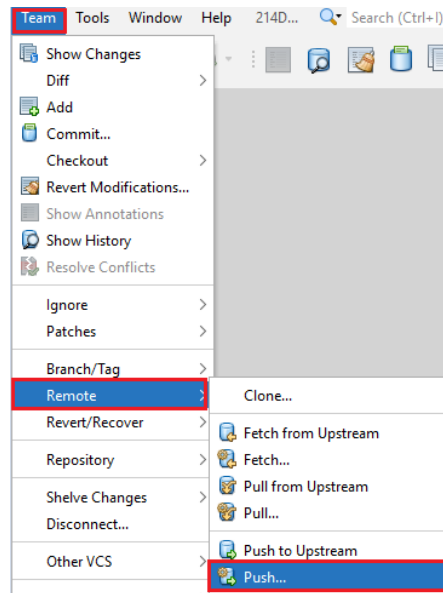 Team Tools Window Help 214D... Search (Ctrl+I)
Show Changes
Diff
Add
Commit...
Checkout
Revert Modifications...
Show Annotations
Show History
Resolve Conflicts
Ignore
Patches
Branch/Tag
Remote
Revert/Recover
Repository
Shelve Changes
Disconnect...
Other VCS
Clone...
Fetch from Upstream
Fetch...
Pull from Upstream
Pull...
Push to Upstream
Push...